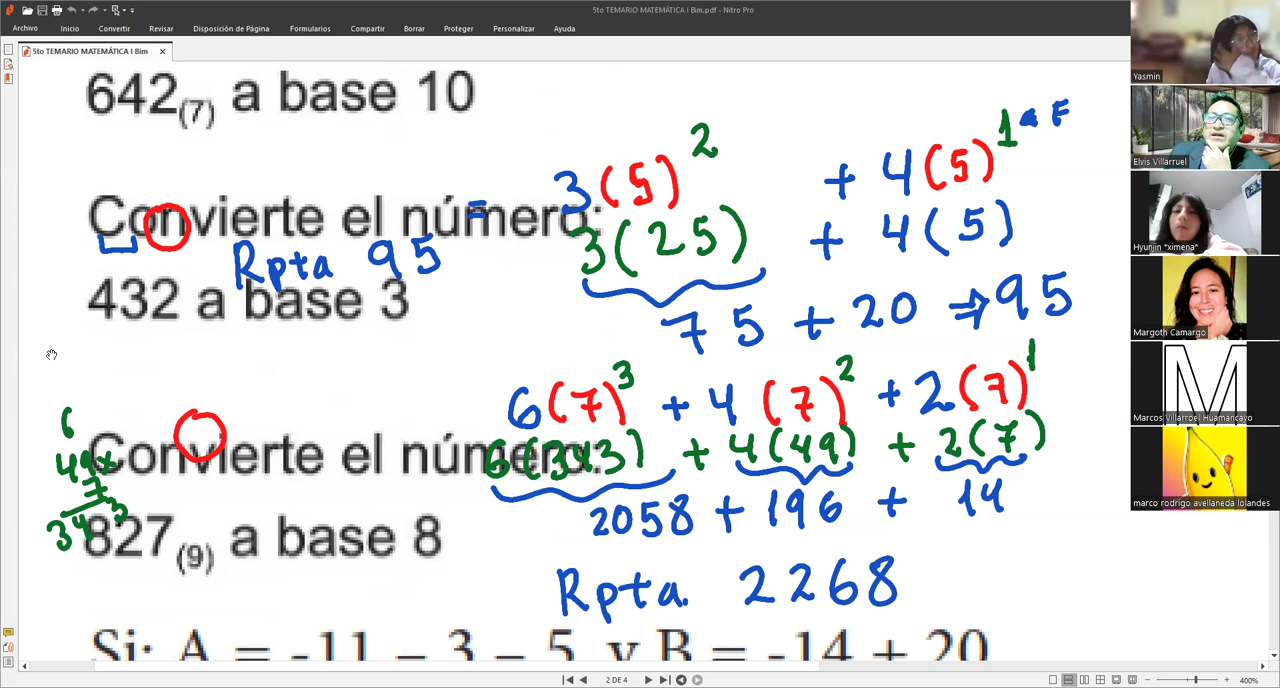 5to TEMARIO MATEMÁTICA I Bim.pdf - Nitro Pro
Archivo Inicio Convertir Revisar Disposición de Página Formularios Compartir Borrar Proteger Personalizar Ayuda
5to TEMARIO MATEMÁTICA I Bim
642(7) a base 10
= 3(5)² + 4(5)¹
Convierte el número:
3(25) + 4(5)
Rpta 95
432 a base 3
75 + 20 → 95
6(7)³ + 4(7)² + 2(7)¹
6
Convierte el número:
6(343) + 4(49) + 2(7)
49x
7
343
2058 + 196 + 14
827(9) a base 8
Rpta. 2268
Si: A = -11 – 3 – 5 y B = -14 + 20
2 DE 4
400%
Yasmin
Elvis Villarruel
Hyunjin *ximena*
Margoth Camargo
M
Marcos Villarroel Huamancayo
marco rodrigo avellaneda lolandes